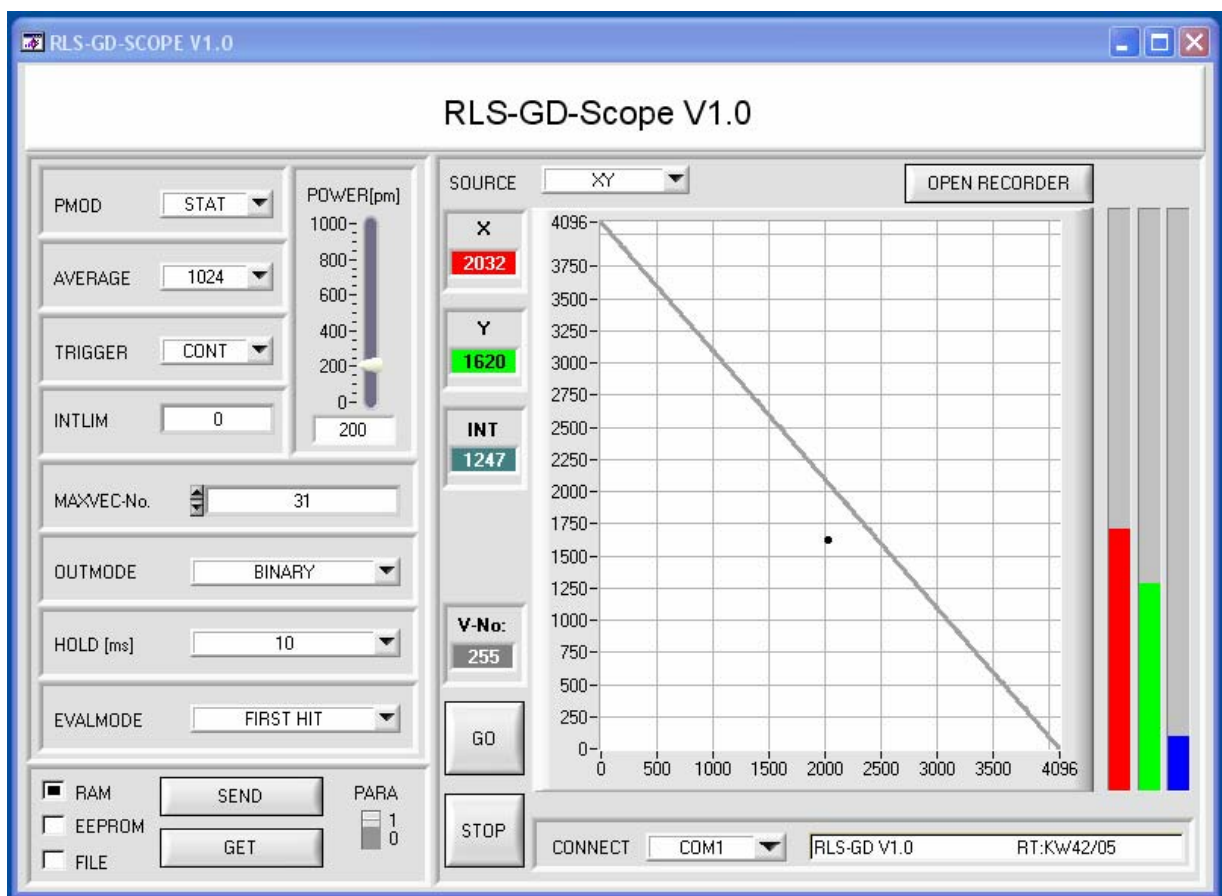 RLS-GD-SCOPE V1.0
RLS-GD-Scope V1.0
PMOD STAT
AVERAGE 1024
TRIGGER CONT
INTLIM 0
POWER[pm]
1000
800
600
400
200
0
200
MAXVEC-No. 31
OUTMODE BINARY
HOLD [ms] 10
EVALMODE FIRST HIT
RAM
EEPROM
FILE
SEND
GET
PARA
1
0
SOURCE XY
OPEN RECORDER
X
2032
Y
1620
INT
1247
V-No:
255
GO
STOP
4096
3750
3500
3250
3000
2750
2500
2250
2000
1750
1500
1250
1000
750
500
250
0
0 500 1000 1500 2000 2500 3000 3500 4096
CONNECT COM1 RLS-GD V1.0 RT:KW42/05